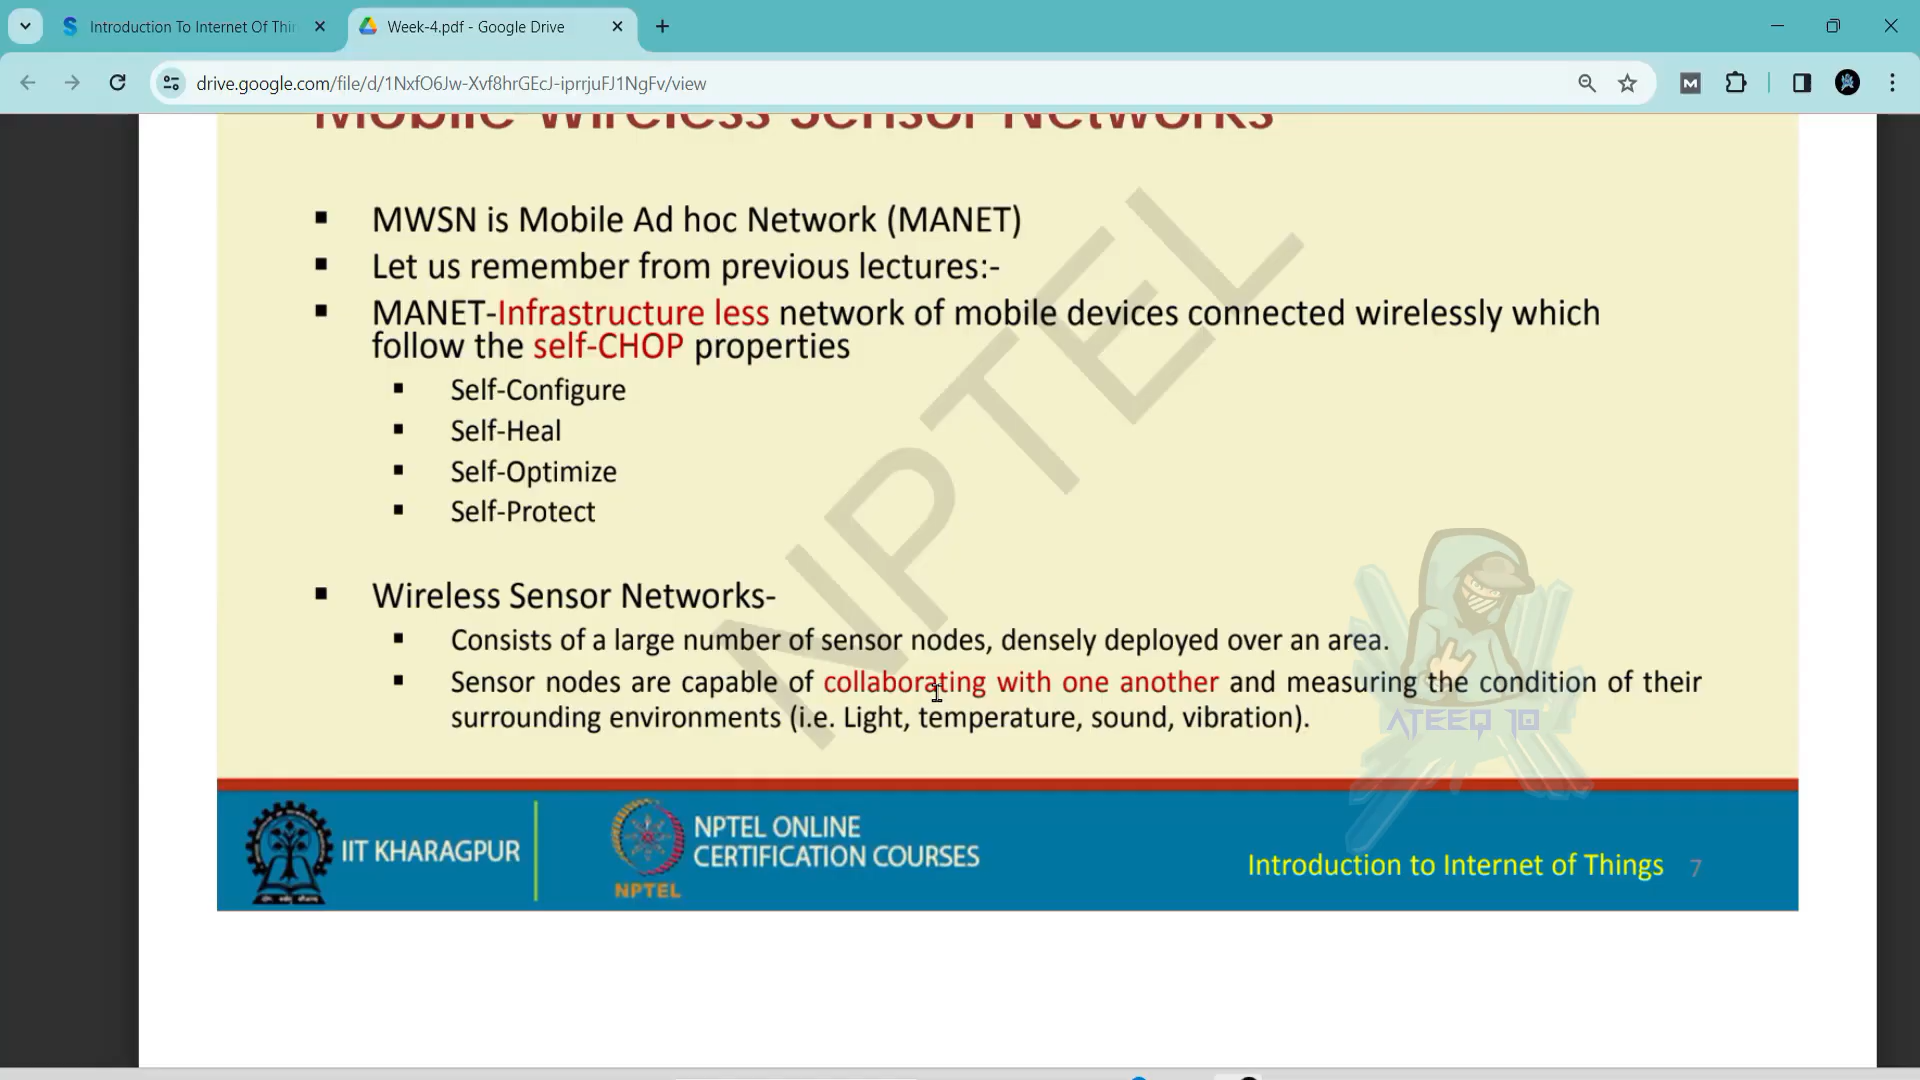 Introduction To Internet Of Thin
Week-4.pdf - Google Drive
drive.google.com/file/d/1NxfO6Jw-Xvf8hrGEcJ-iprrjuFJ1NgFv/view
Mobile Wireless Sensor Networks
▪ MWSN is Mobile Ad hoc Network (MANET)
▪ Let us remember from previous lectures:-
▪ MANET-Infrastructure less network of mobile devices connected wirelessly which
follow the self-CHOP properties
▪ Self-Configure
▪ Self-Heal
▪ Self-Optimize
▪ Self-Protect
▪ Wireless Sensor Networks-
▪ Consists of a large number of sensor nodes, densely deployed over an area.
▪ Sensor nodes are capable of collaborating with one another and measuring the condition of their
surrounding environments (i.e. Light, temperature, sound, vibration).
NPTEL
ATEEQ 10
IIT KHARAGPUR
NPTEL
NPTEL ONLINE
CERTIFICATION COURSES
Introduction to Internet of Things 7